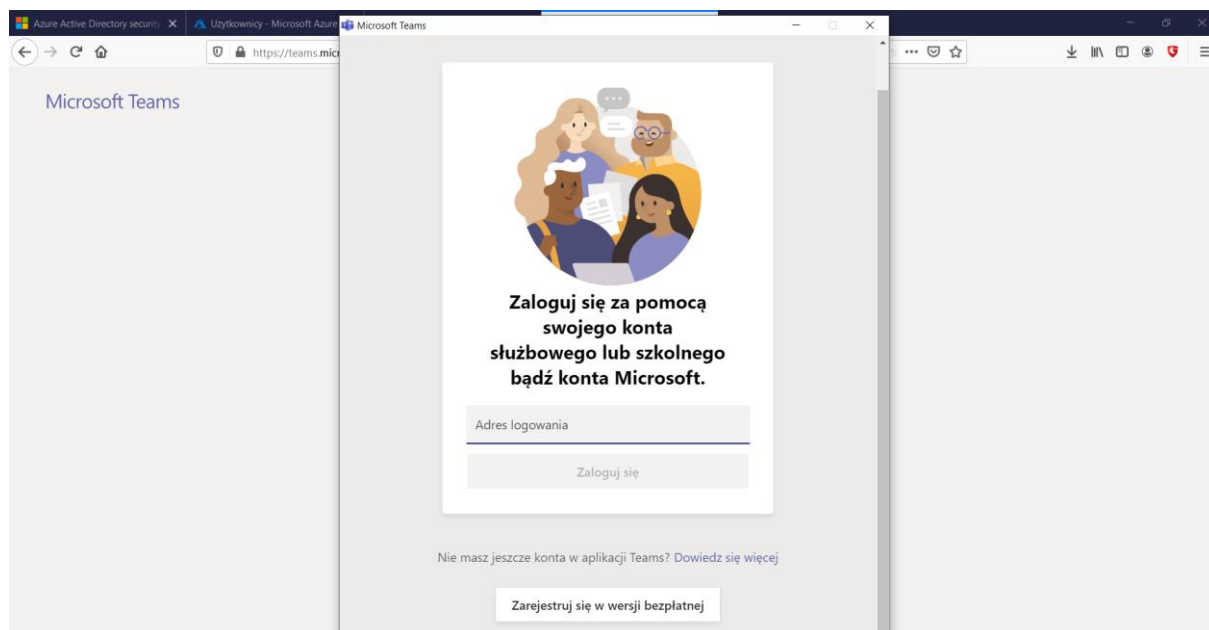 Azure Active Directory security
Użytkownicy - Microsoft Azure
Microsoft Teams
https://teams.micr
Microsoft Teams
Zaloguj się za pomocą
swojego konta
służbowego lub szkolnego
bądź konta Microsoft.
Adres logowania
Zaloguj się
Nie masz jeszcze konta w aplikacji Teams? Dowiedz się więcej
Zarejestruj się w wersji bezpłatnej